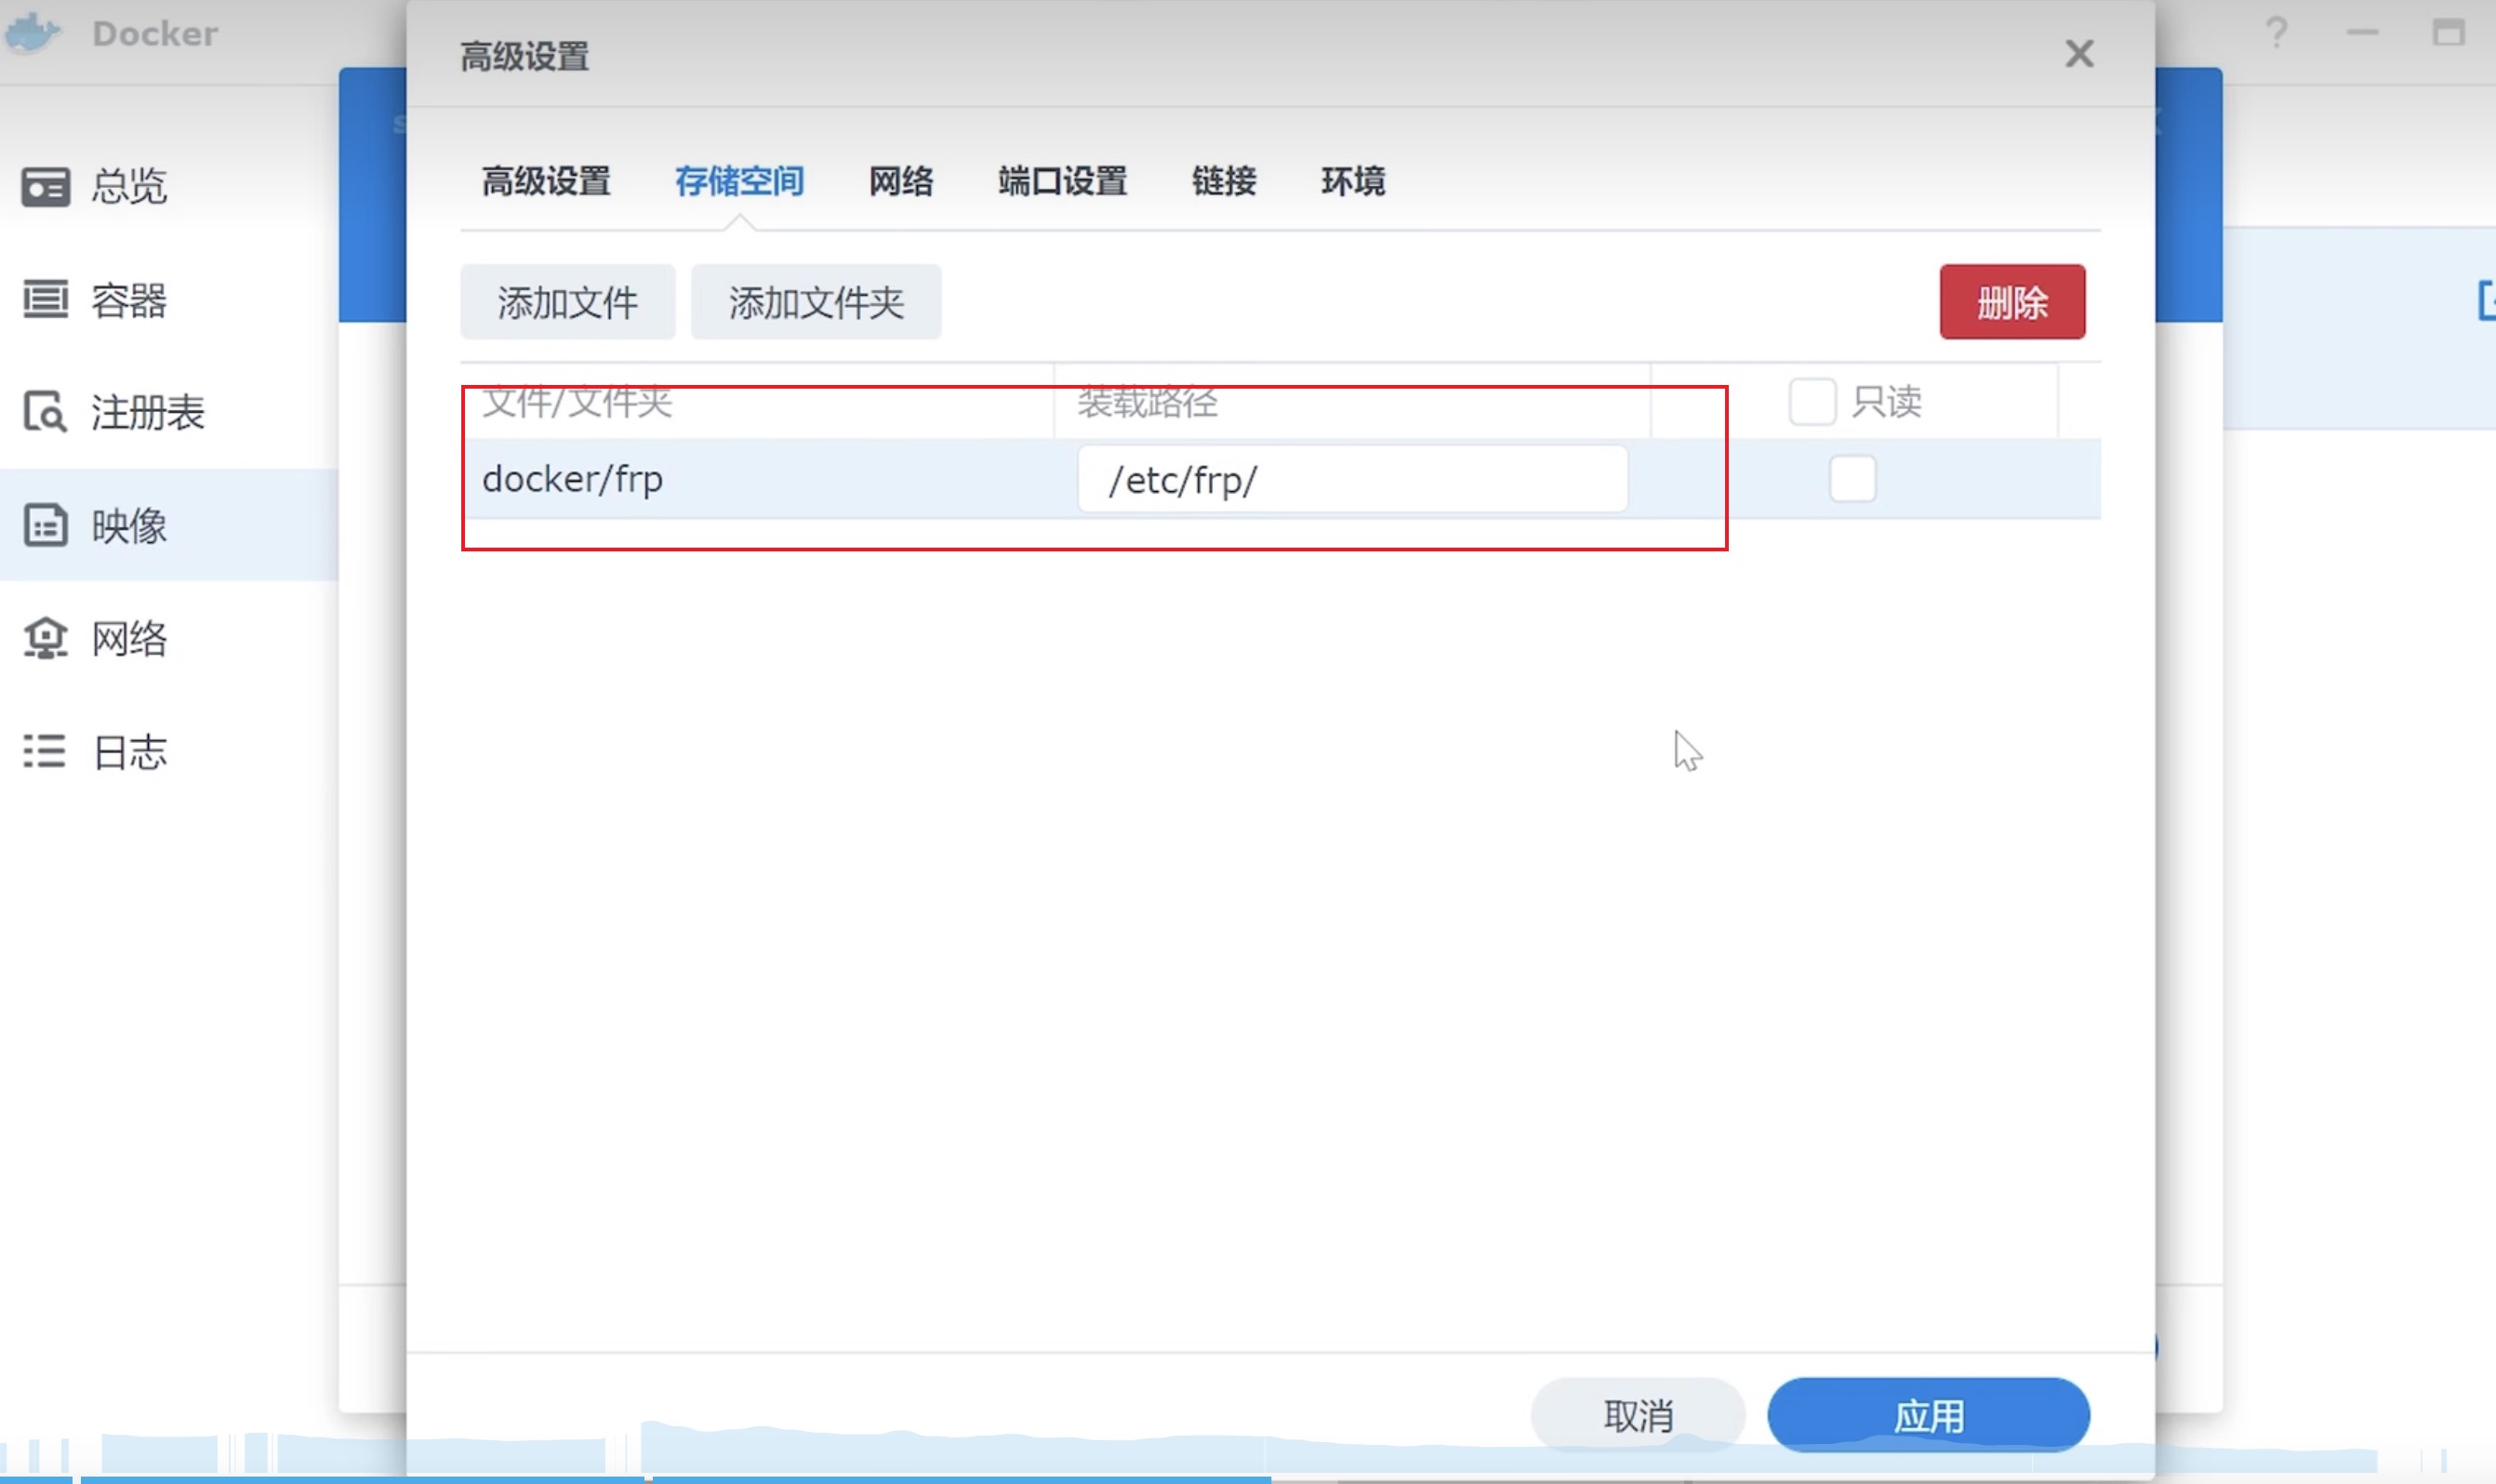 Docker
高级设置
总览
容器
注册表
映像
网络
日志
高级设置 存储空间 网络 端口设置 链接 环境
添加文件 添加文件夹 删除
文件/文件夹 装载路径 只读
docker/frp /etc/frp/
取消 应用